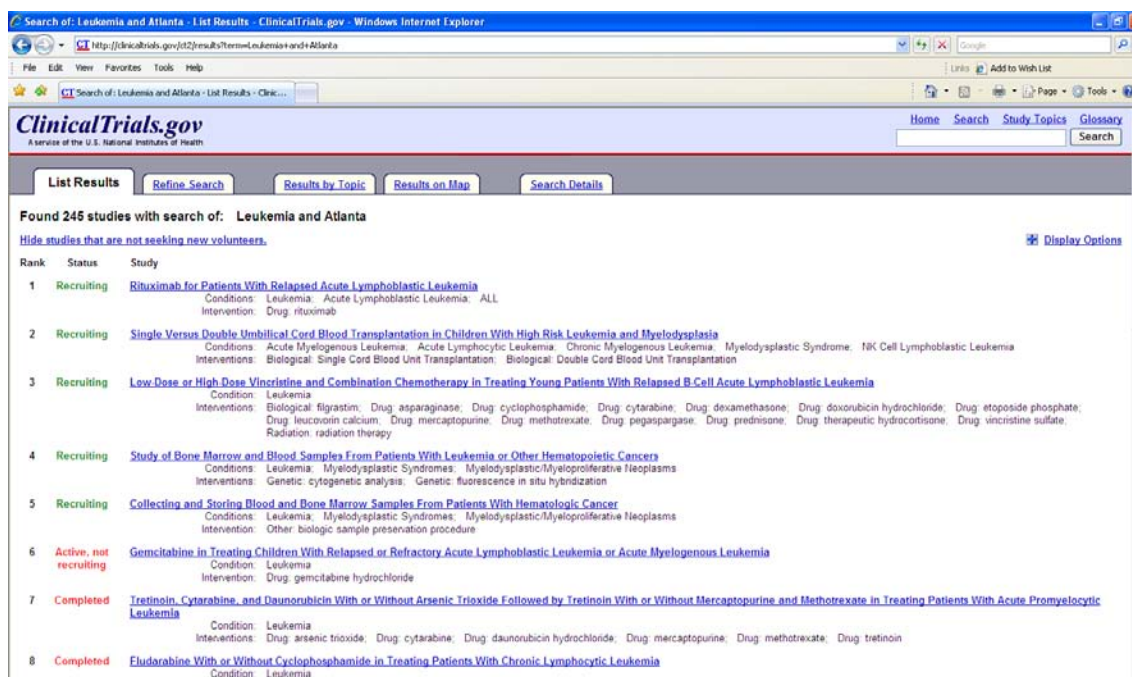 Search of: Leukemia and Atlanta - List Results - ClinicalTrials.gov - Windows Internet Explorer
CT http://clinicaltrials.gov/ct2/results?term=Leukemia+and+Atlanta Google
File Edit View Favorites Tools Help Links Add to Wish List
CT Search of: Leukemia and Atlanta - List Results - Clinic... Page Tools
ClinicalTrials.gov Home Search Study Topics Glossary
A service of the U.S. National Institutes of Health Search
List Results Refine Search Results by Topic Results on Map Search Details
Found 245 studies with search of: Leukemia and Atlanta
Hide studies that are not seeking new volunteers. Display Options
Rank Status Study
1 Recruiting Rituximab for Patients With Relapsed Acute Lymphoblastic Leukemia
Conditions: Leukemia; Acute Lymphoblastic Leukemia; ALL
Intervention: Drug: rituximab
2 Recruiting Single Versus Double Umbilical Cord Blood Transplantation in Children With High Risk Leukemia and Myelodysplasia
Conditions: Acute Myelogenous Leukemia; Acute Lymphocytic Leukemia; Chronic Myelogenous Leukemia; Myelodysplastic Syndrome; NK Cell Lymphoblastic Leukemia
Interventions: Biological: Single Cord Blood Unit Transplantation; Biological: Double Cord Blood Unit Transplantation
3 Recruiting Low-Dose or High-Dose Vincristine and Combination Chemotherapy in Treating Young Patients With Relapsed B-Cell Acute Lymphoblastic Leukemia
Condition: Leukemia
Interventions: Biological: filgrastim; Drug: asparaginase; Drug: cyclophosphamide; Drug: cytarabine; Drug: dexamethasone; Drug: doxorubicin hydrochloride; Drug: etoposide phosphate;
Drug: leucovorin calcium; Drug: mercaptopurine; Drug: methotrexate; Drug: pegaspargase; Drug: prednisone; Drug: therapeutic hydrocortisone; Drug: vincristine sulfate;
Radiation: radiation therapy
4 Recruiting Study of Bone Marrow and Blood Samples From Patients With Leukemia or Other Hematopoietic Cancers
Conditions: Leukemia; Myelodysplastic Syndromes; Myelodysplastic/Myeloproliferative Neoplasms
Interventions: Genetic: cytogenetic analysis; Genetic: fluorescence in situ hybridization
5 Recruiting Collecting and Storing Blood and Bone Marrow Samples From Patients With Hematologic Cancer
Conditions: Leukemia; Myelodysplastic Syndromes; Myelodysplastic/Myeloproliferative Neoplasms
Intervention: Other: biologic sample preservation procedure
6 Active, not recruiting Gemcitabine in Treating Children With Relapsed or Refractory Acute Lymphoblastic Leukemia or Acute Myelogenous Leukemia
Condition: Leukemia
Intervention: Drug: gemcitabine hydrochloride
7 Completed Tretinoin, Cytarabine, and Daunorubicin With or Without Arsenic Trioxide Followed by Tretinoin With or Without Mercaptopurine and Methotrexate in Treating Patients With Acute Promyelocytic
Leukemia
Condition: Leukemia
Interventions: Drug: arsenic trioxide; Drug: cytarabine; Drug: daunorubicin hydrochloride; Drug: mercaptopurine; Drug: methotrexate; Drug: tretinoin
8 Completed Fludarabine With or Without Cyclophosphamide in Treating Patients With Chronic Lymphocytic Leukemia
Condition: Leukemia